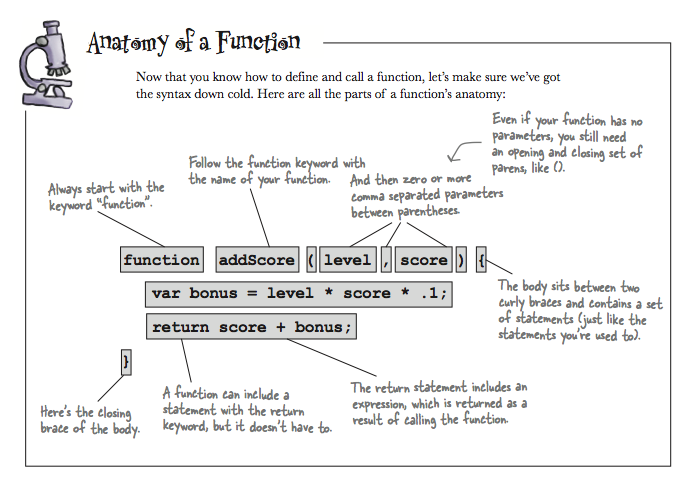 Anatomy of a Function
Now that you know how to define and call a function, let's make sure we've got
the syntax down cold. Here are all the parts of a function's anatomy:
Even if your function has no
parameters, you still need
an opening and closing set of
parens, like ().
Follow the function keyword with
the name of your function.
And then zero or more
comma separated parameters
between parentheses.
Always start with the
keyword "function".
function addScore ( level , score ) {
var bonus = level * score * .1;
return score + bonus;
}
The body sits between two
curly braces and contains a set
of statements (just like the
statements you're used to).
Here's the closing
brace of the body.
A function can include a
statement with the return
keyword, but it doesn't have to.
The return statement includes an
expression, which is returned as a
result of calling the function.